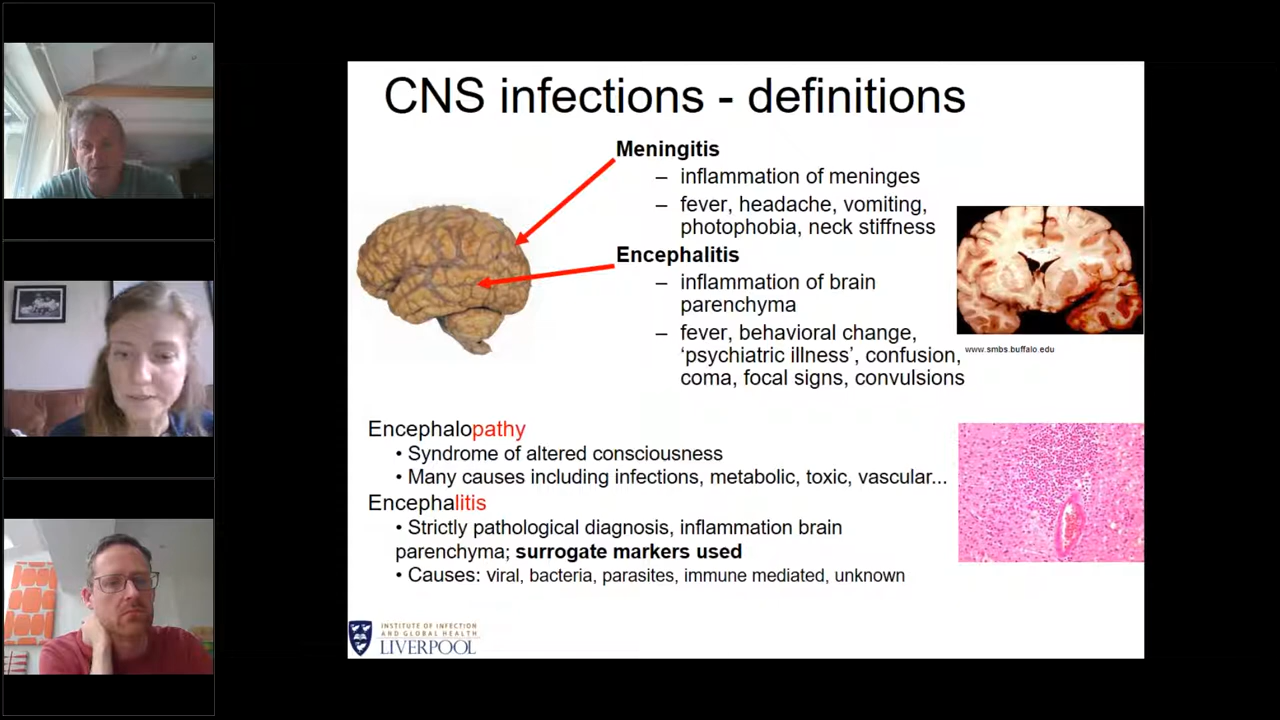 CNS infections - definitions
Meningitis
– inflammation of meninges
– fever, headache, vomiting,
photophobia, neck stiffness
Encephalitis
– inflammation of brain
parenchyma
– fever, behavioral change,
‘psychiatric illness’, confusion,
coma, focal signs, convulsions
www.smbs.buffalo.edu
Encephalopathy
• Syndrome of altered consciousness
• Many causes including infections, metabolic, toxic, vascular...
Encephalitis
• Strictly pathological diagnosis, inflammation brain
parenchyma; surrogate markers used
• Causes: viral, bacteria, parasites, immune mediated, unknown
INSTITUTE OF INFECTION
AND GLOBAL HEALTH
LIVERPOOL